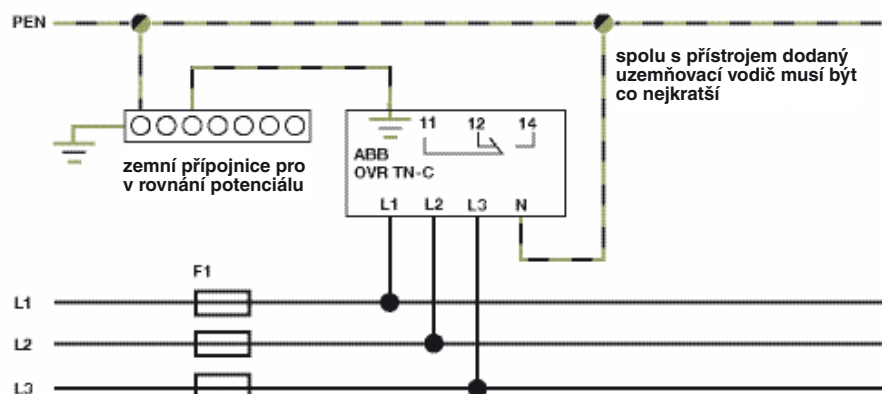 PEN
spolu s přístrojem dodaný
uzemňovací vodič musí být
co nejkratší
11 12 14
ABB
OVR TN-C
zemní přípojnice pro
v rovnání potenciálu
L1 L2 L3 N
F1
L1
L2
L3